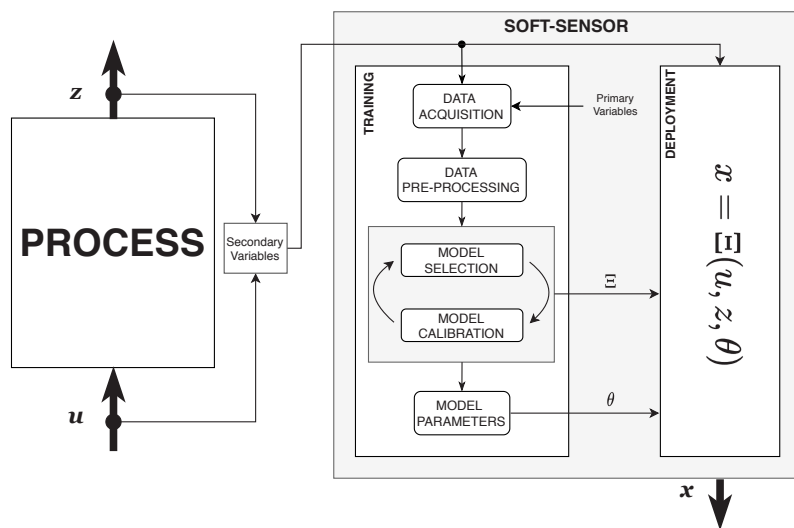 SOFT-SENSOR
z
PROCESS
u
Secondary
Variables
TRAINING
DATA
ACQUISITION
Primary
Variables
DATA
PRE-PROCESSING
MODEL
SELECTION
MODEL
CALIBRATION
Ξ
MODEL
PARAMETERS
θ
DEPLOYMENT
x = Ξ(u, z, θ)
x